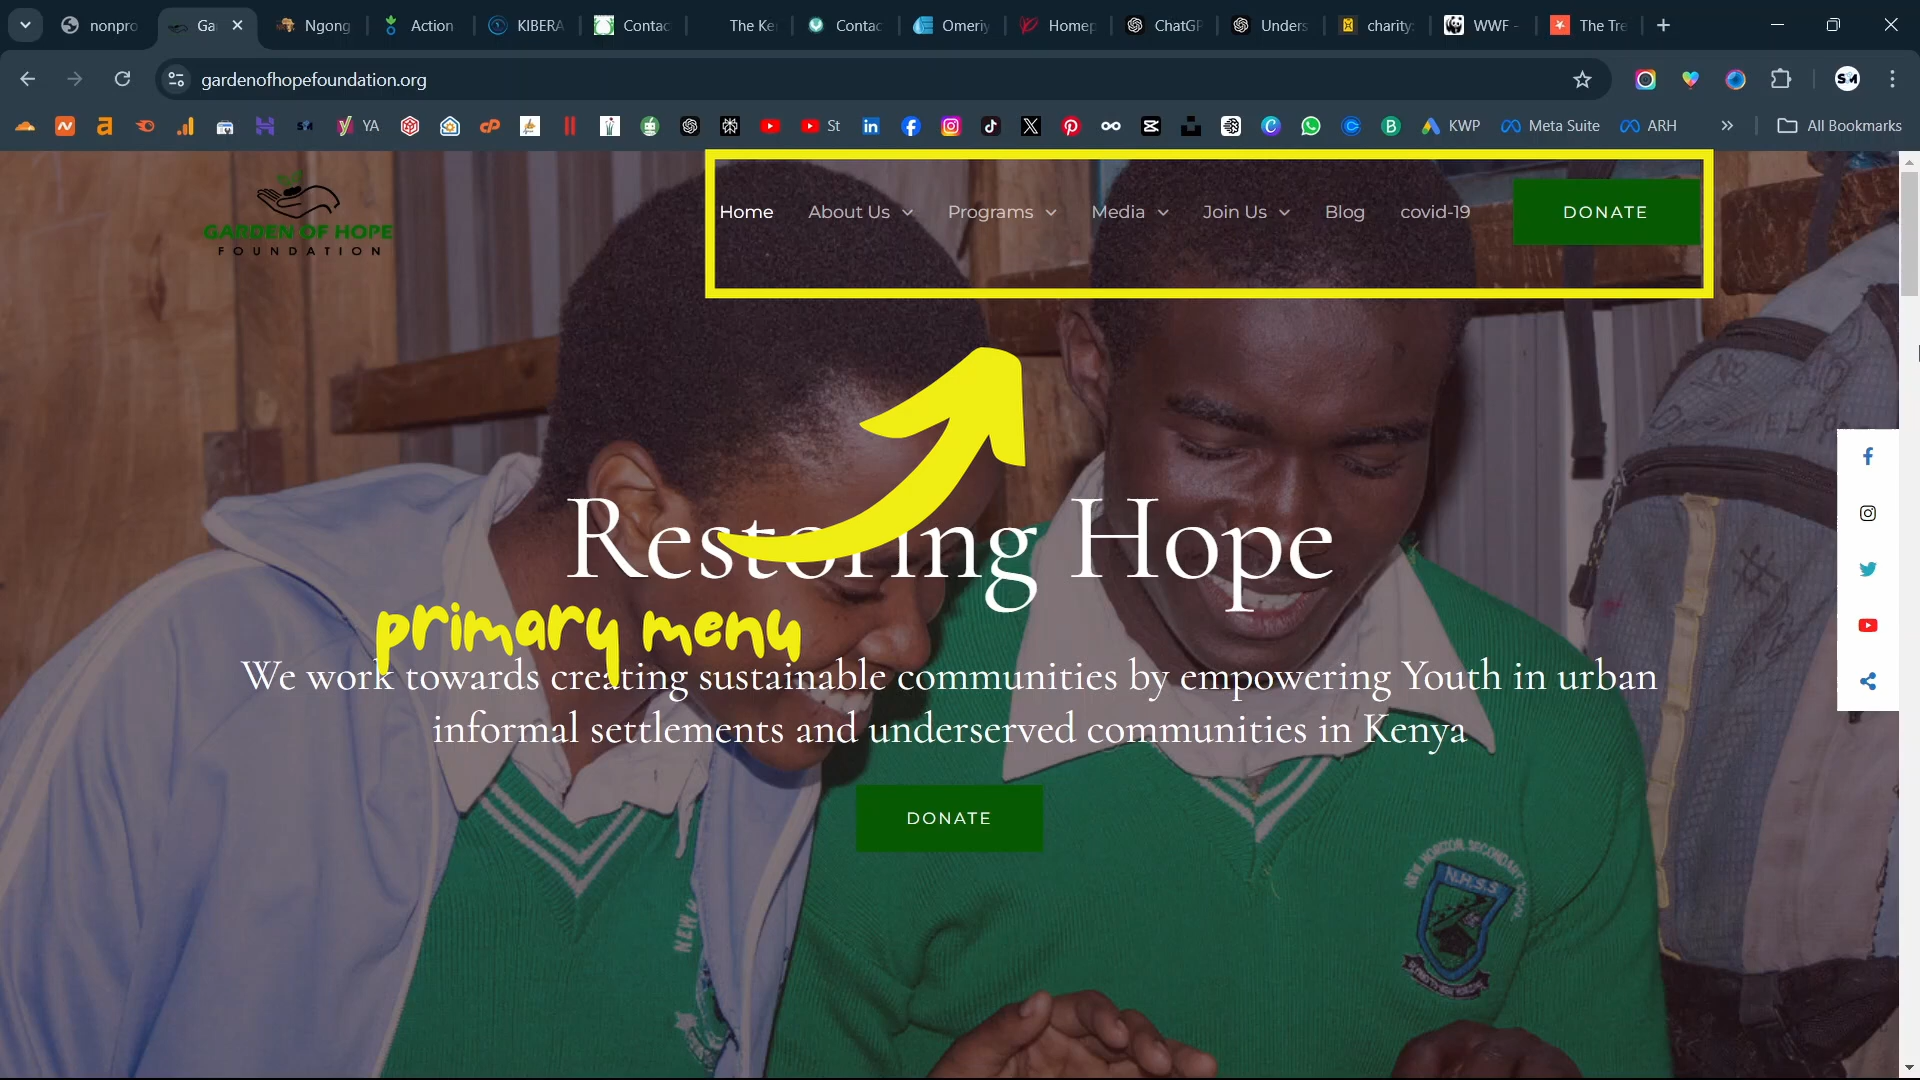 nonpro
Ga
Ngong
Action
KIBERA
Contac
The Ke
Contac
Omeriy
Homep
ChatGP
Unders
charity:
WWF -
The Tre
gardenofhopefoundation.org
YA
St
KWP
Meta Suite
ARH
All Bookmarks
GARDEN OF HOPE
FOUNDATION
Home
About Us
Programs
Media
Join Us
Blog
covid-19
DONATE
Restoring Hope
primary menu
We work towards creating sustainable communities by empowering Youth in urban
informal settlements and underserved communities in Kenya
DONATE
N.H.S.S